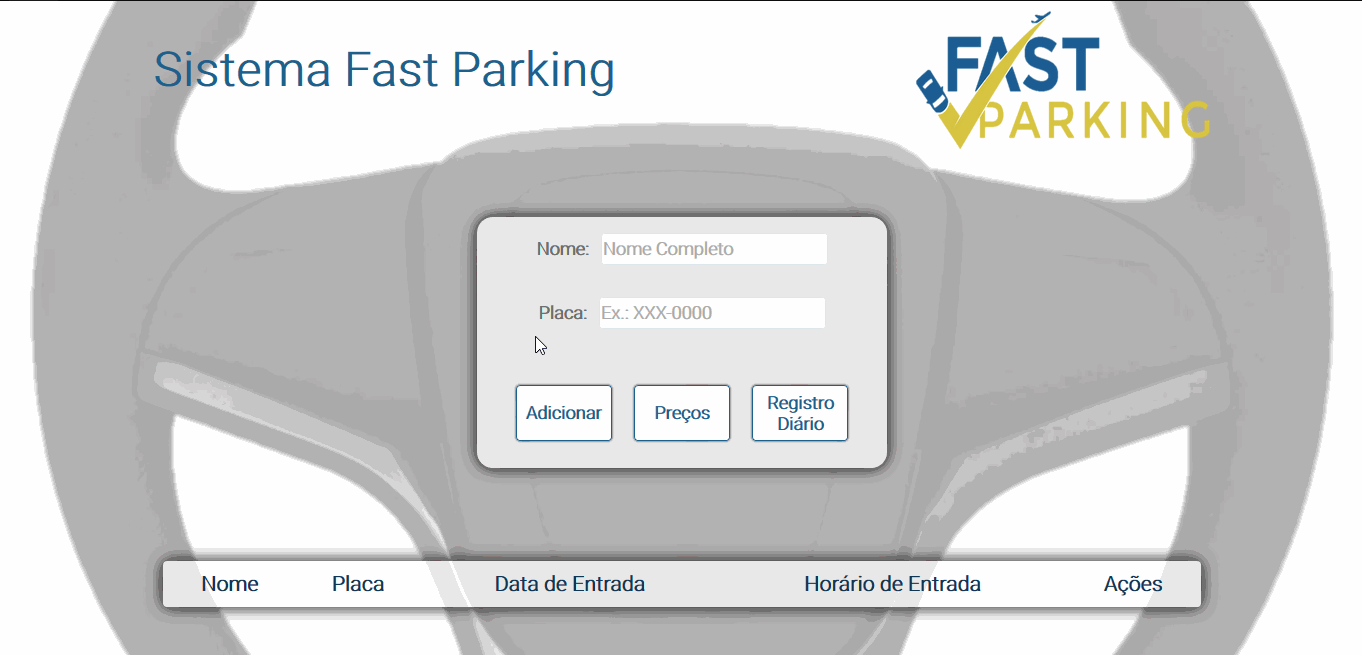 Sistema Fast Parking
FAST
PARKING
Nome: Nome Completo
Placa: Ex.: XXX-0000
Adicionar
Preços
Registro
Diário
Nome Placa Data de Entrada Horário de Entrada Ações